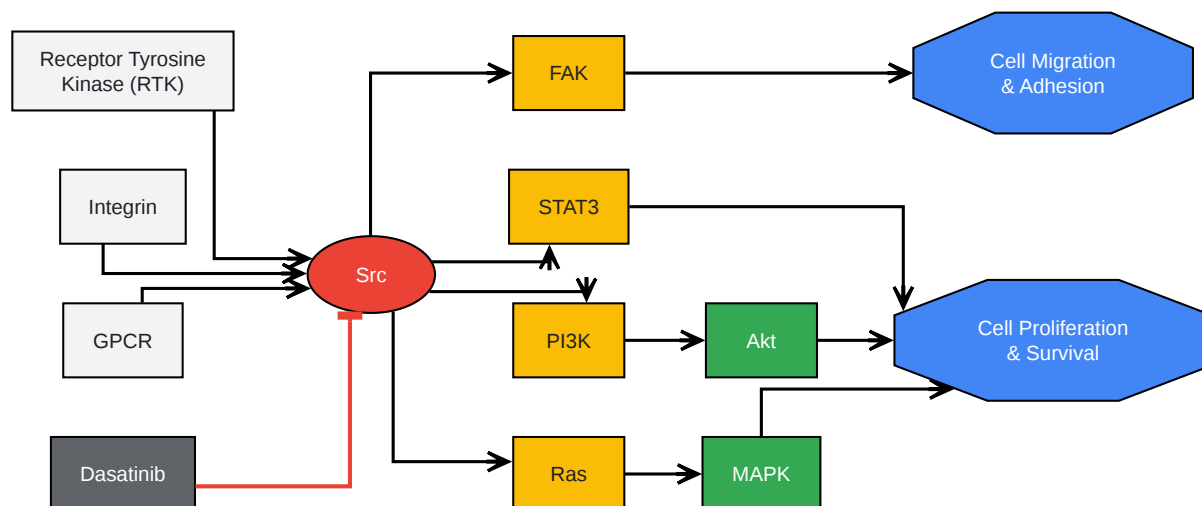 Receptor Tyrosine
Kinase (RTK)
FAK
Cell Migration
& Adhesion
Integrin
STAT3
Src
GPCR
PI3K
Akt
Cell Proliferation
& Survival
Dasatinib
Ras
MAPK